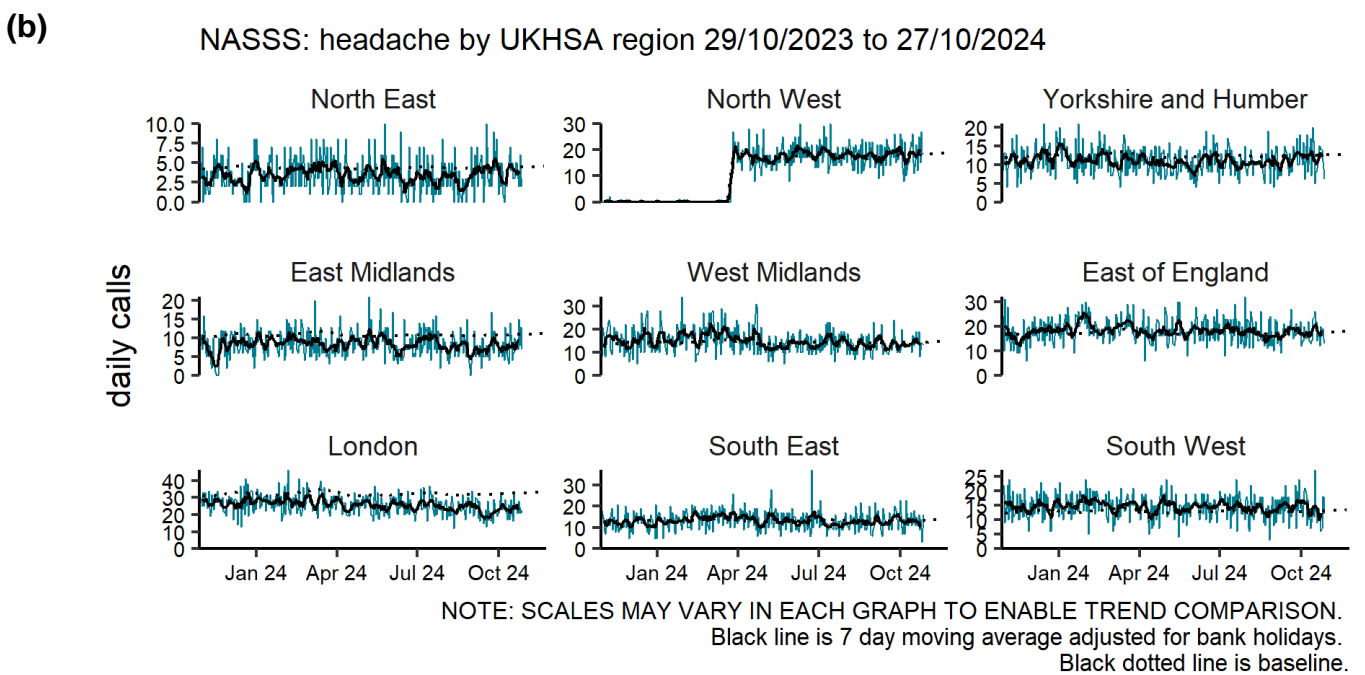 (b)
NASSS: headache by UKHSA region 29/10/2023 to 27/10/2024
North East
10.0
7.5
5.0
2.5
0.0
North West
30
20
10
0
Yorkshire and Humber
20
15
10
5
0
daily calls
East Midlands
20
15
10
5
0
West Midlands
30
20
10
0
East of England
30
20
10
0
London
40
30
20
10
0
South East
30
20
10
0
South West
25
20
15
10
5
0
Jan 24 Apr 24 Jul 24 Oct 24
Jan 24 Apr 24 Jul 24 Oct 24
Jan 24 Apr 24 Jul 24 Oct 24
NOTE: SCALES MAY VARY IN EACH GRAPH TO ENABLE TREND COMPARISON.
Black line is 7 day moving average adjusted for bank holidays.
Black dotted line is baseline.